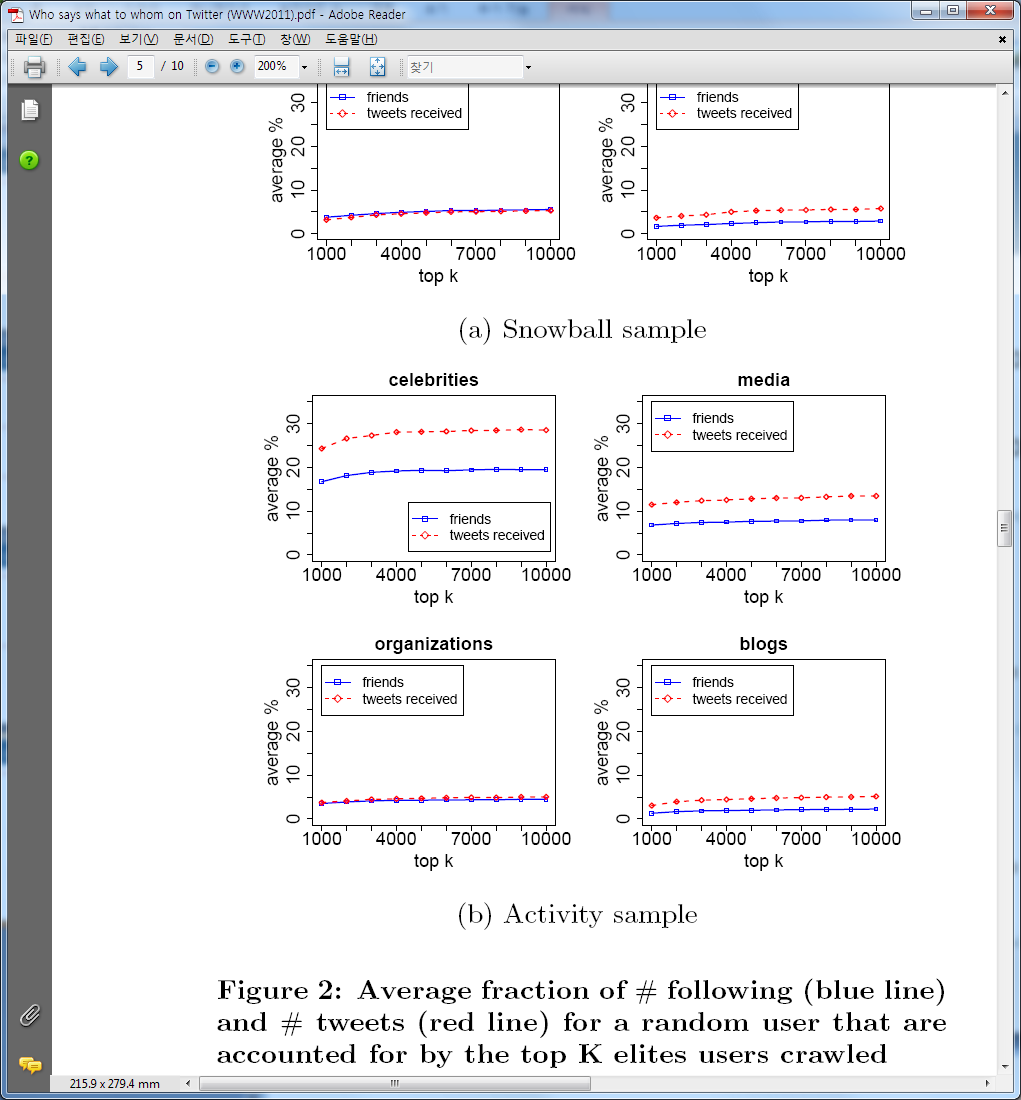 Who says what to whom on Twitter (WWW2011).pdf - Adobe Reader
파일(F) 편집(E) 보기(V) 문서(D) 도구(T) 창(W) 도움말(H)
5 / 10 200% 찾기
friends
tweets received
average %
30
20
10
0
1000 4000 7000 10000
top k
friends
tweets received
average %
30
20
10
0
1000 4000 7000 10000
top k
(a) Snowball sample
celebrities
average %
30
20
10
0
friends
tweets received
1000 4000 7000 10000
top k
media
friends
tweets received
average %
30
20
10
0
1000 4000 7000 10000
top k
organizations
friends
tweets received
average %
30
20
10
0
1000 4000 7000 10000
top k
blogs
friends
tweets received
average %
30
20
10
0
1000 4000 7000 10000
top k
(b) Activity sample
Figure 2: Average fraction of # following (blue line)
and # tweets (red line) for a random user that are
accounted for by the top K elites users crawled
215.9 x 279.4 mm